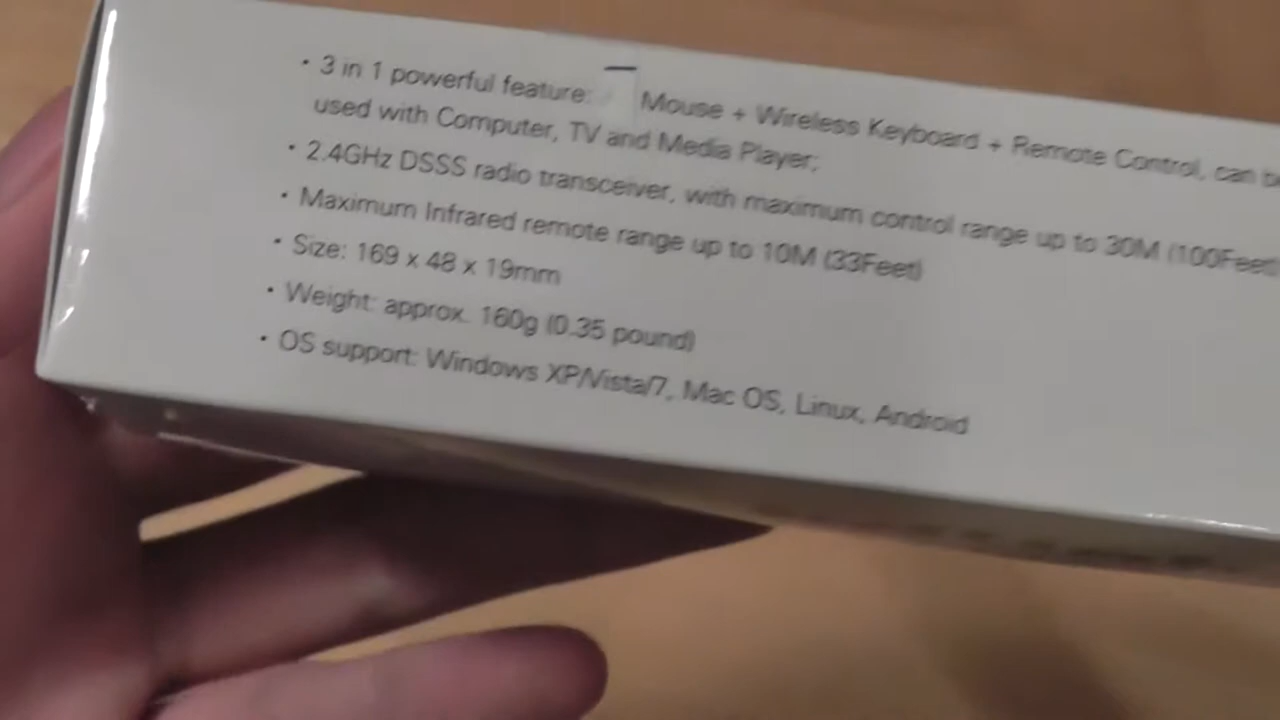 • 3 in 1 powerful feature: Mouse + Wireless Keyboard + Remote Control, can be
used with Computer, TV and Media Player;
• 2.4GHz DSSS radio transceiver, with maximum control range up to 30M (100Feet)
• Maximum Infrared remote range up to 10M (33Feet)
• Size: 169 x 48 x 19mm
• Weight: approx. 160g (0.35 pound)
• OS support: Windows XP/Vista/7, Mac OS, Linux, Android